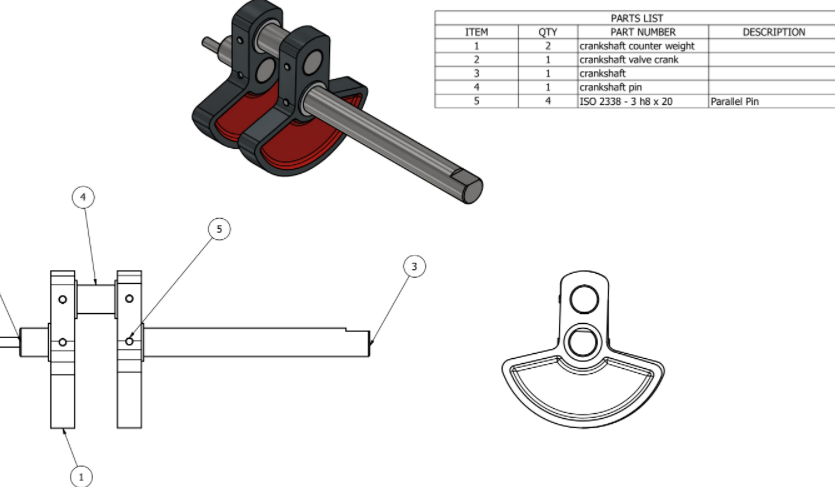 PARTS LIST
ITEM QTY PART NUMBER DESCRIPTION
1 2 crankshaft counter weight
2 1 crankshaft valve crank
3 1 crankshaft
4 1 crankshaft pin
5 4 ISO 2338 - 3 h8 x 20 Parallel Pin
4
5
3
1